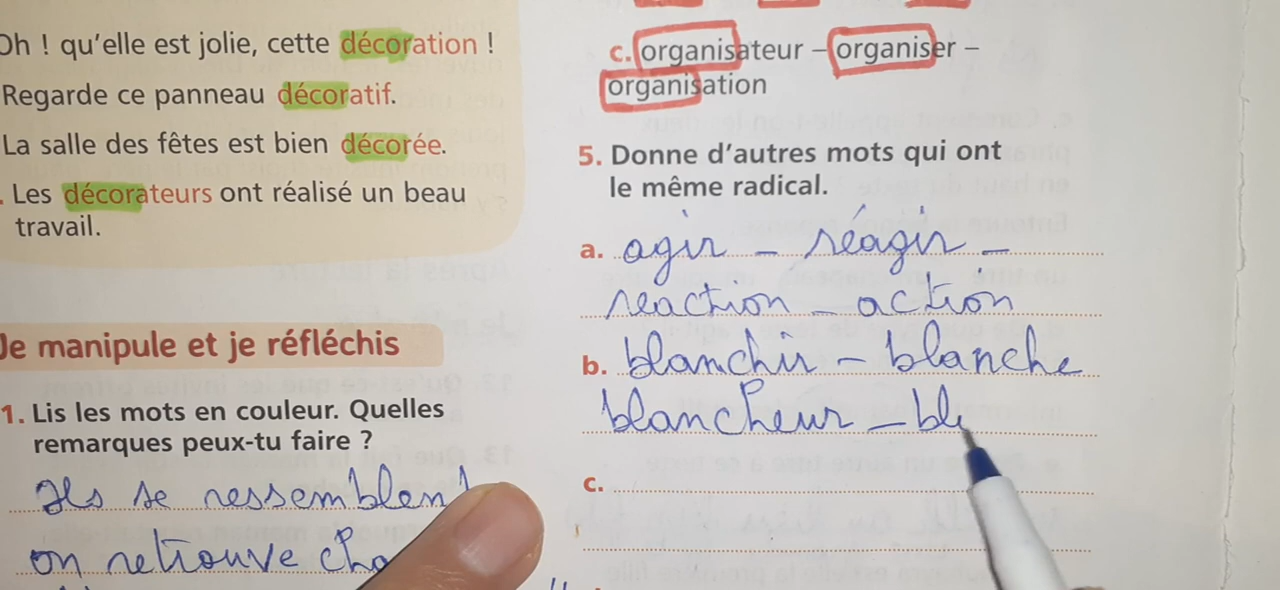 Oh ! qu'elle est jolie, cette décoration !
Regarde ce panneau décoratif.
La salle des fêtes est bien décorée.
. Les décorateurs ont réalisé un beau
travail.
Je manipule et je réfléchis
1. Lis les mots en couleur. Quelles
remarques peux-tu faire ?
Ils se ressemblent
on retrouve cha
c. organisateur – organiser –
organisation
5. Donne d'autres mots qui ont
le même radical.
a. agir – réagir –
reaction – action
b. blanchir – blanche
blancheur – bl
c.